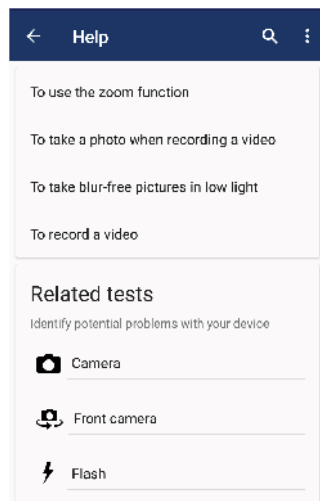 Help
To use the zoom function
To take a photo when recording a video
To take blur-free pictures in low light
To record a video
Related tests
Identify potential problems with your device
Camera
Front camera
Flash